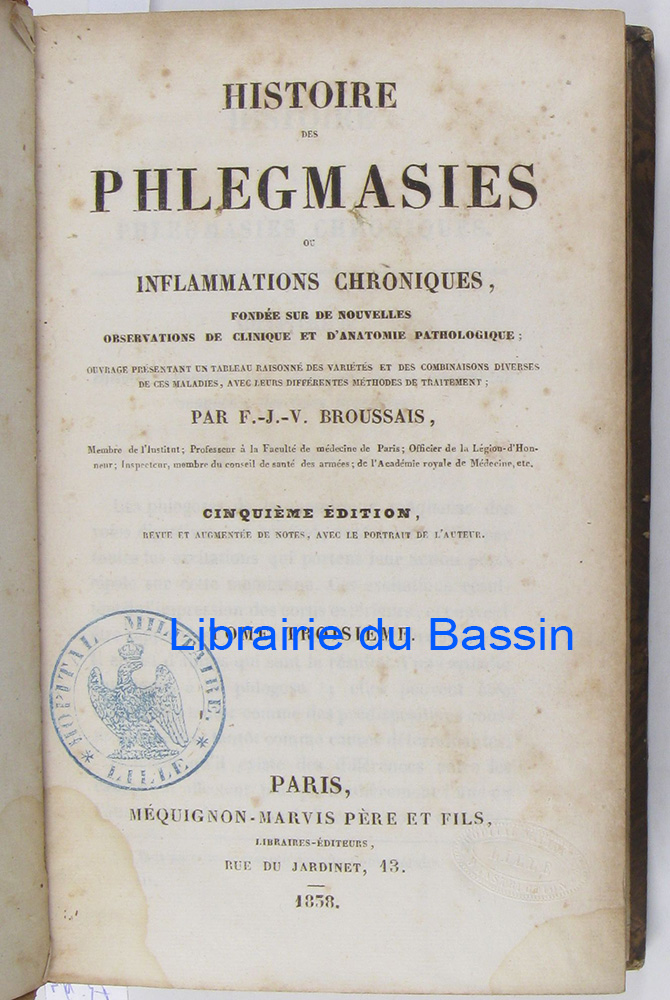 HISTOIRE
DES
PHLEGMASIES
OU
INFLAMMATIONS CHRONIQUES,
FONDÉE SUR DE NOUVELLES
OBSERVATIONS DE CLINIQUE ET D'ANATOMIE PATHOLOGIQUE ;
OUVRAGE PRÉSENTANT UN TABLEAU RAISONNÉ DES VARIÉTÉS ET DES COMBINAISONS DIVERSES
DE CES MALADIES, AVEC LEURS DIFFÉRENTES MÉTHODES DE TRAITEMENT ;
PAR F.-J.-V. BROUSSAIS,
Membre de l'Institut ; Professeur à la Faculté de médecine de Paris ; Officier de la Légion-d'Hon-
neur ; Inspecteur, membre du conseil de santé des armées ; de l'Académie royale de Médecine, etc.
CINQUIÈME ÉDITION,
REVUE ET AUGMENTÉE DE NOTES, AVEC LE PORTRAIT DE L'AUTEUR.
TOME TROISIÈME.
Librairie du Bassin
HOPITAL MILITAIRE,
* LILLE *
PARIS,
MÉQUIGNON-MARVIS PÈRE ET FILS,
LIBRAIRES-ÉDITEURS,
RUE DU JARDINET, 13.
1838.